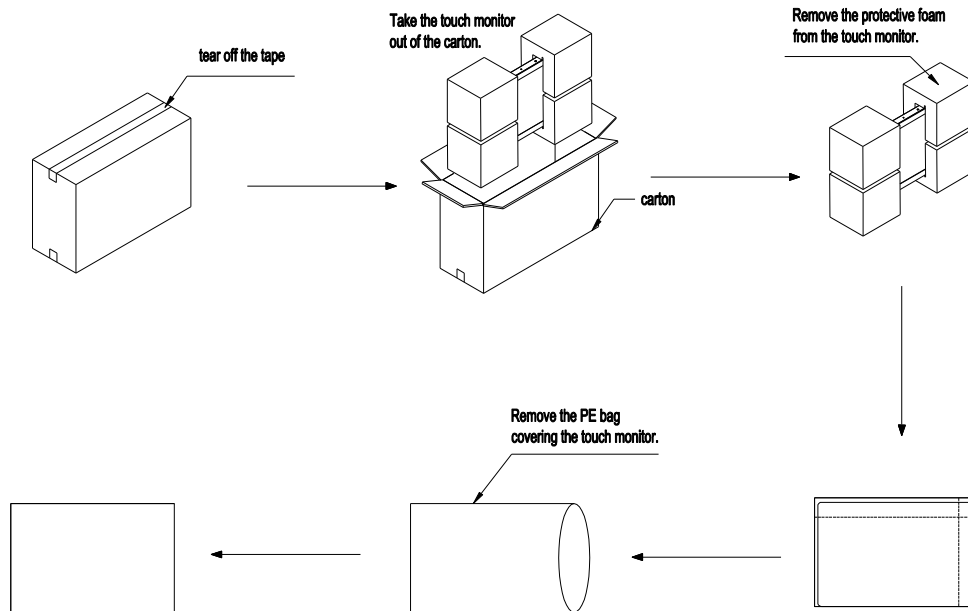 tear off the tape
Take the touch monitor
out of the carton.
carton
Remove the protective foam
from the touch monitor.
Remove the PE bag
covering the touch monitor.